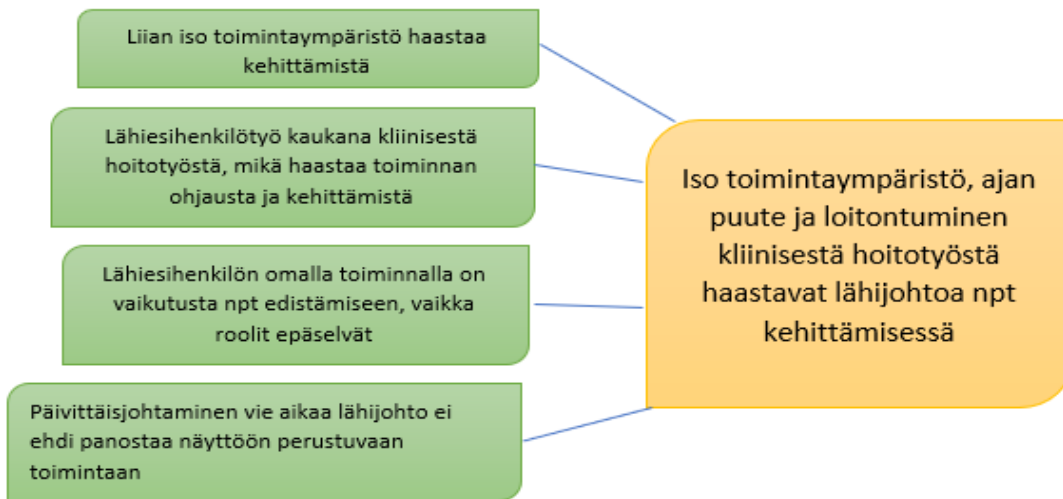 Liian iso toimintaympäristö haastaa
kehittämistä
Lähiesihenkilötyö kaukana kliinisestä
hoitotyöstä, mikä haastaa toiminnan
ohjausta ja kehittämistä
Lähiesihenkilön omalla toiminnalla on
vaikutusta npt edistämiseen, vaikka
roolit epäselvät
Päivittäisjohtaminen vie aikaa lähijohto ei
ehdi panostaa näyttöön perustuvaan
toimintaan
Iso toimintaympäristö, ajan
puute ja loitontuminen
kliinisestä hoitotyöstä
haastavat lähijohtoa npt
kehittämisessä